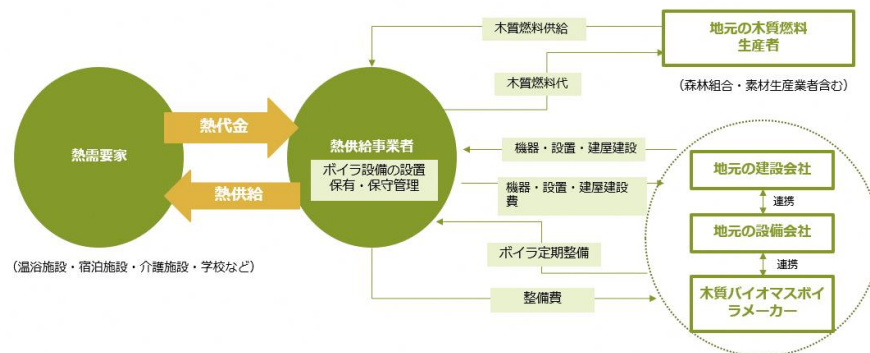 木質燃料供給
地元の木質燃料
生産者
木質燃料代
（森林組合・素材生産業者含む）
熱代金
熱需要家
熱供給事業者
ボイラ設備の設置
保有・保守管理
熱供給
機器・設置・建屋建設
機器・設置・建屋建設
費
地元の建設会社
連携
地元の設備会社
ボイラ定期整備
連携
（温浴施設・宿泊施設・介護施設・学校など）
整備費
木質バイオマスボイ
ラメーカー